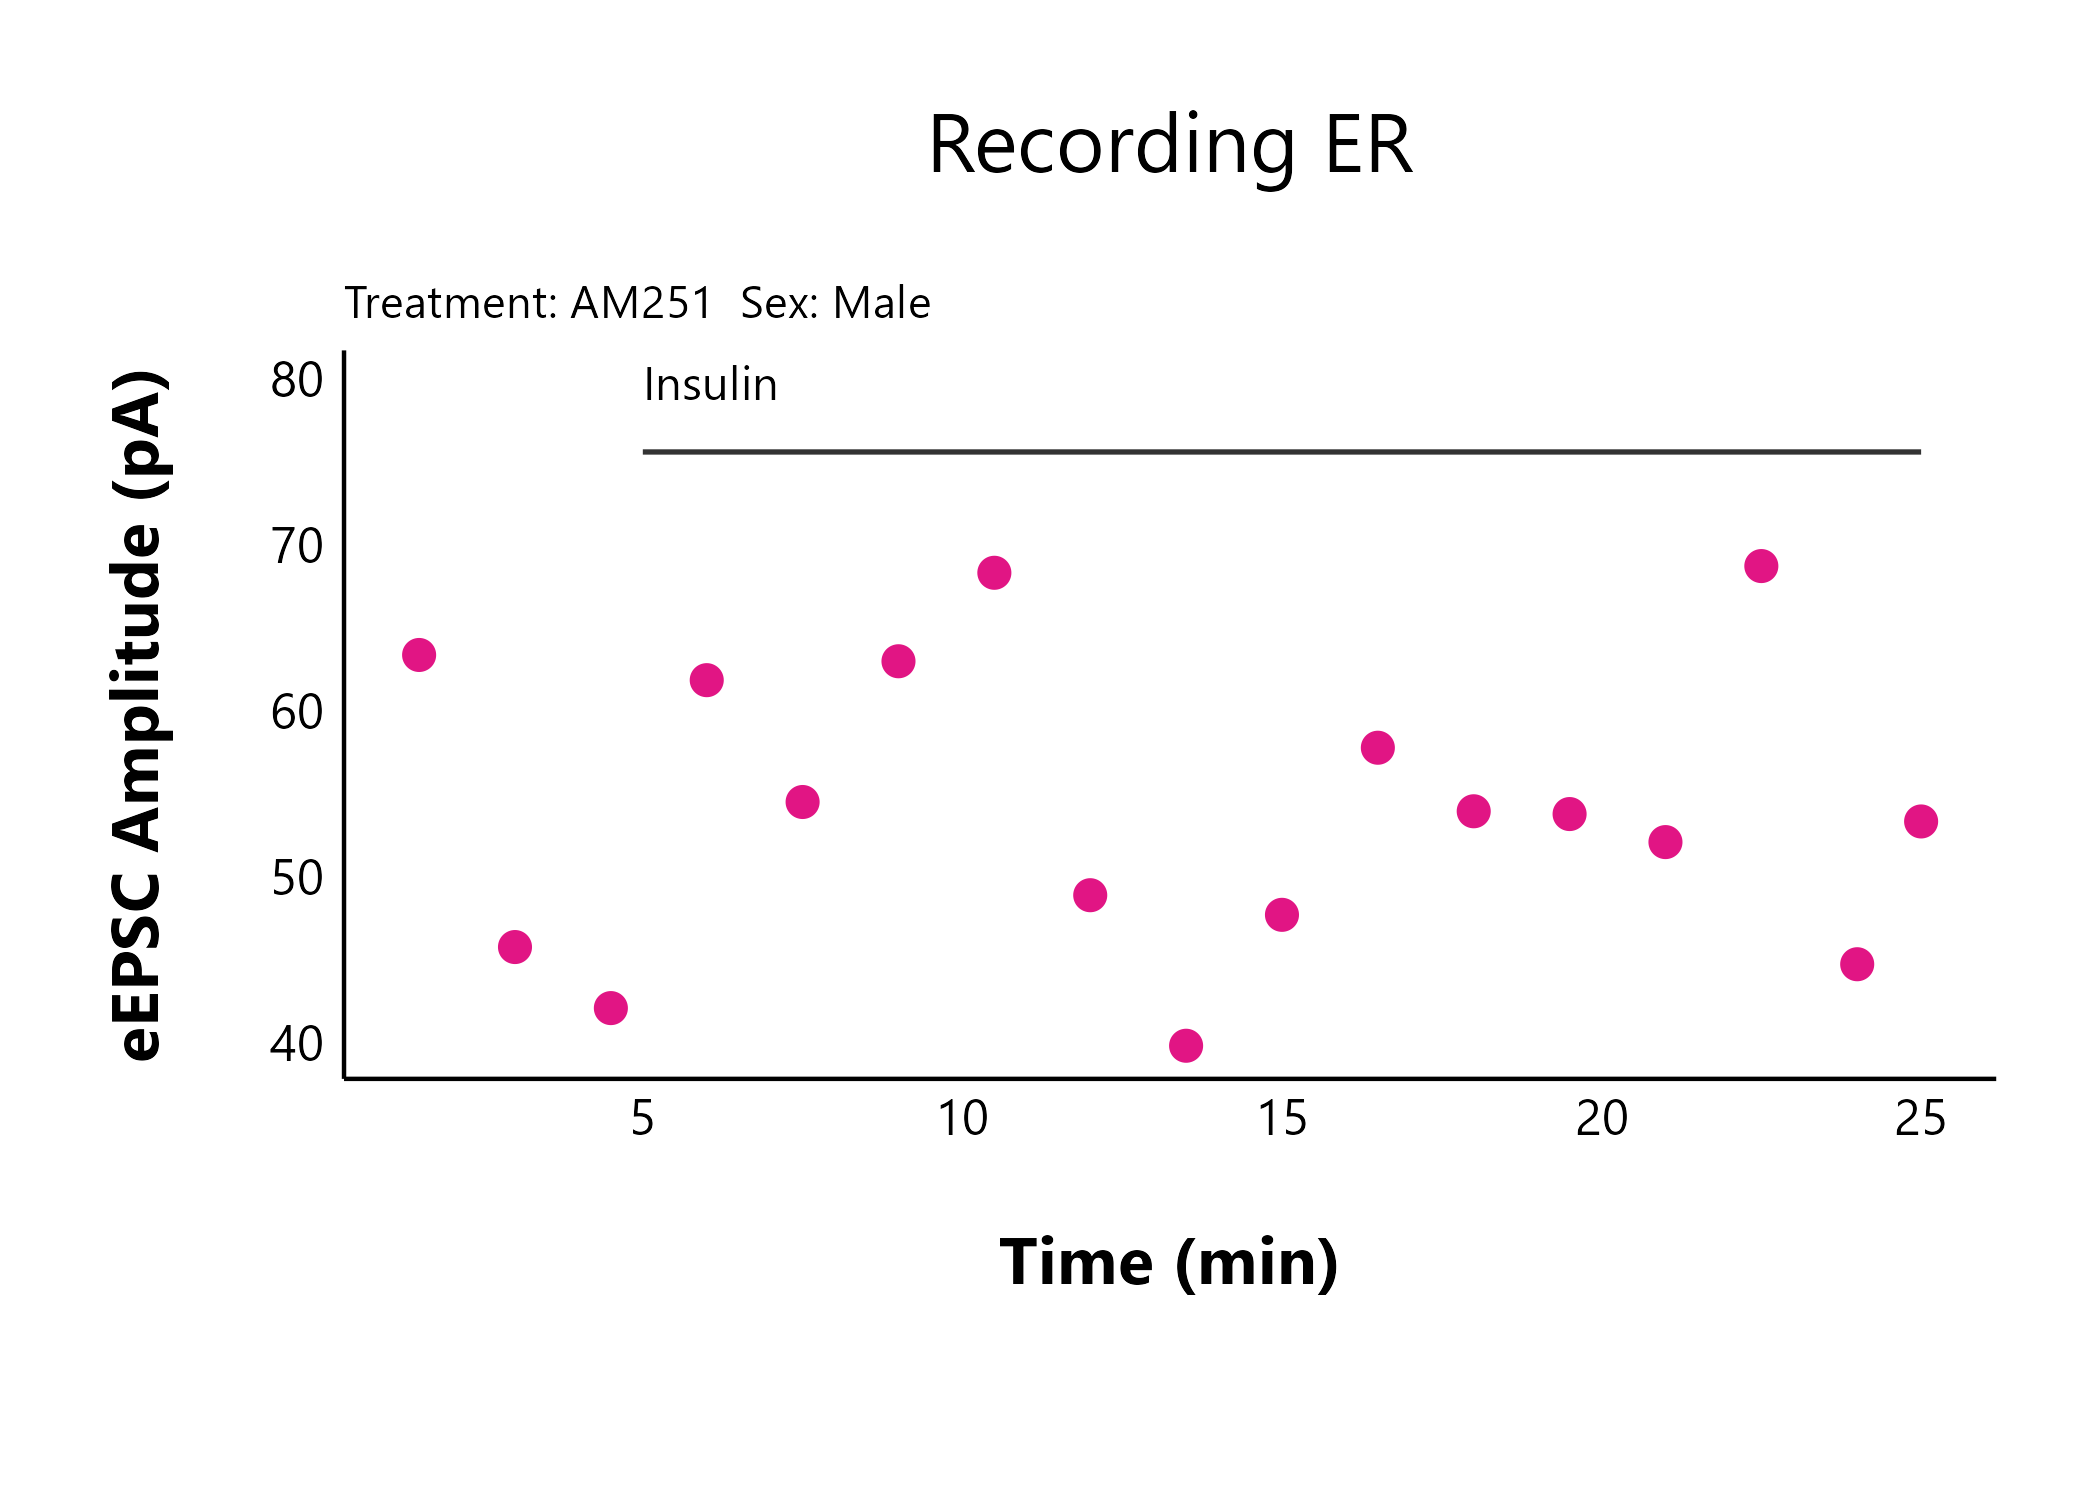 Recording ER
Treatment: AM251  Sex: Male
Insulin
eEPSC Amplitude (pA)
80
70
60
50
40
5 10 15 20 25
Time (min)